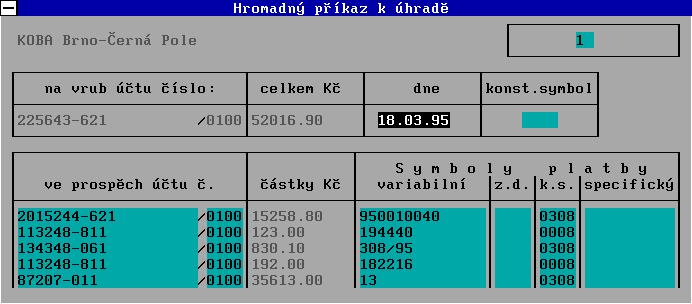 Hromadný příkaz k úhradě
KOBA Brno-Černá Pole 1
na vrub účtu číslo: celkem Kč dne konst.symbol
225643-621 /0100 52016.90 18.03.95
S y m b o l y p l a t b y
ve prospěch účtu č. částky Kč variabilní z.d. k.s. specifický
2015244-621 /0100 15258.80 950010040 0308
113248-811 /0100 123.00 194440 0008
134348-061 /0100 830.10 308/95 0308
113248-811 /0100 192.00 182216 0008
87207-011 /0100 35613.00 13 0308